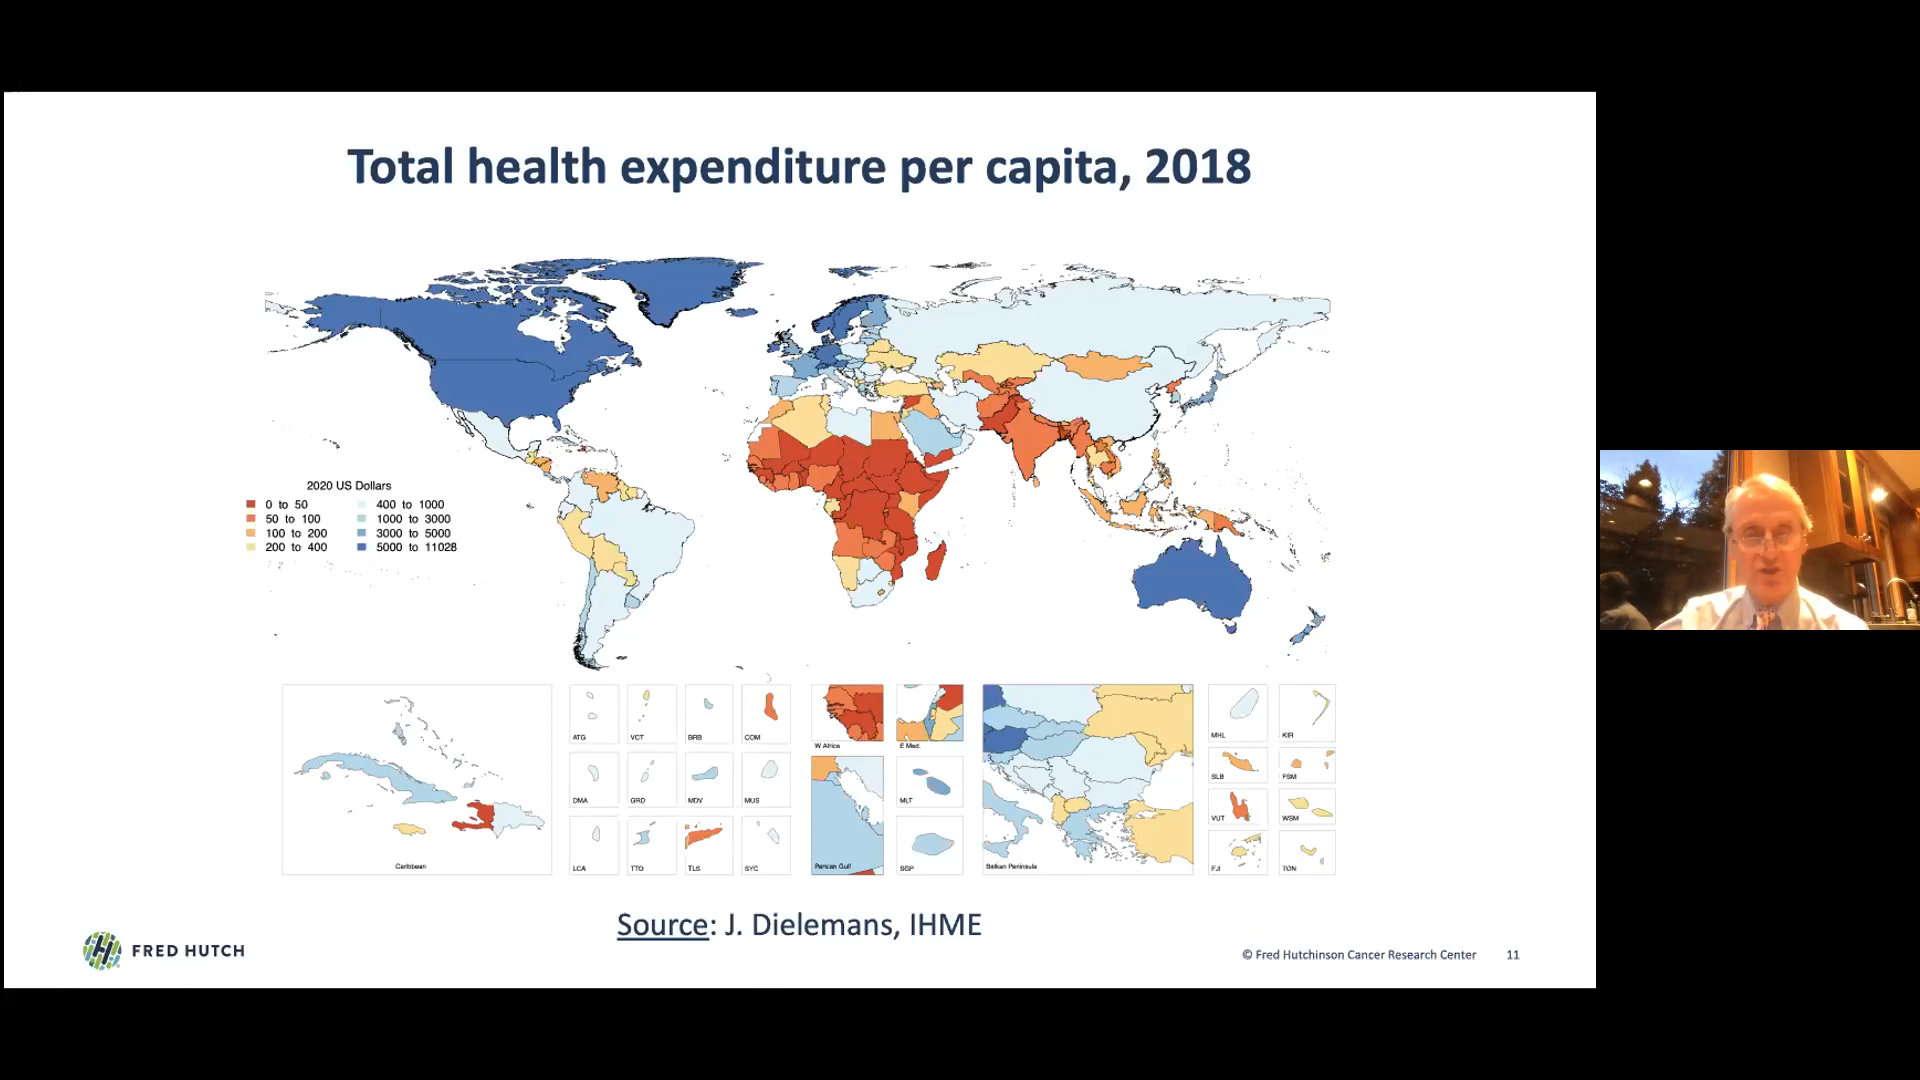 Total health expenditure per capita, 2018
2020 US Dollars
0 to 50
50 to 100
100 to 200
200 to 400
400 to 1000
1000 to 3000
3000 to 5000
5000 to 11028
Caribbean
ATG
VCT
BRB
COM
DMA
GRD
MDV
MUS
LCA
TTO
TLS
SYC
W Africa
E Med.
Persian Gulf
MLT
SGP
Balkan Peninsula
MHL
KIR
SLB
FSM
VUT
WSM
FJI
TON
Source: J. Dielemans, IHME
FRED HUTCH
© Fred Hutchinson Cancer Research Center 11